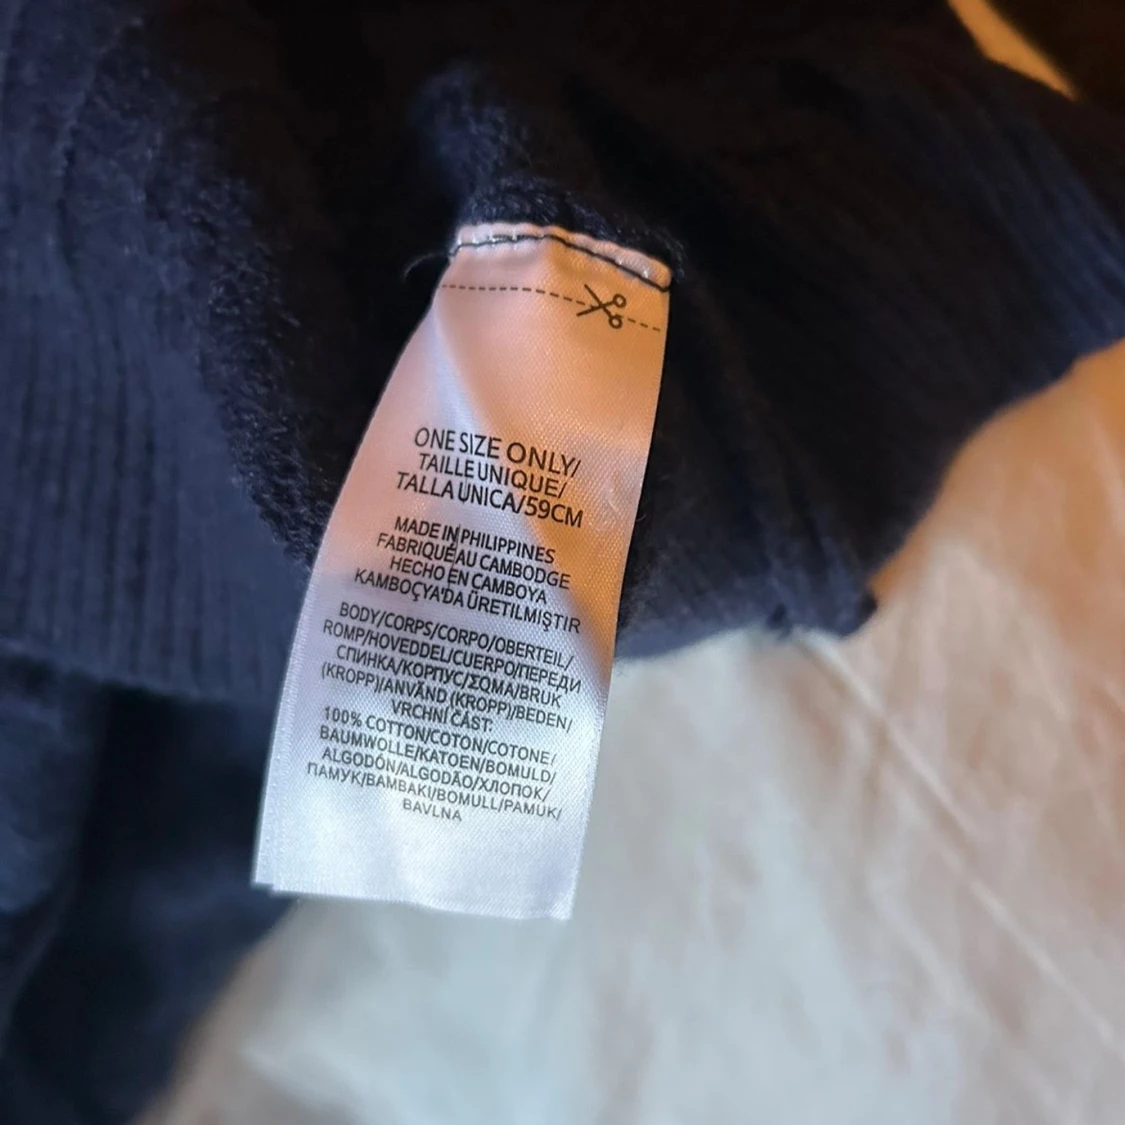 ONE SIZE ONLY/
TAILLE UNIQUE/
TALLA UNICA/59CM
MADE IN PHILIPPINES
FABRIQUÉ AU CAMBODGE
HECHO EN CAMBOYA
KAMBOÇYA'DA ÜRETILMIŞTIR
BODY/CORPS/CORPO/OBERTEIL/
ROMP/HOVEDDEL/CUERPO/ПЕРЕДИ
СПИНКА/КОРПУС/ΣΩΜΑ/BRUK
(KROPP)/ANVÄND (KROPP)/BEDEN/
VRCHNÍ ČÁST:
100% COTTON/COTON/COTONE/
BAUMWOLLE/KATOEN/BOMULD/
ALGODÓN/ALGODÃO/ХЛОПОК/
ПАМУК/BAMBAKI/BOMULL/PAMUK/
BAVLNA